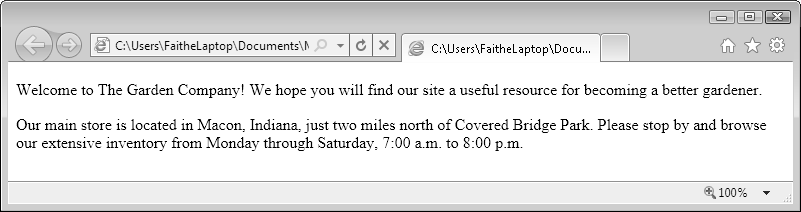 C:\Users\FaitheLaptop\Documents\
C:\Users\FaitheLaptop\Docu...
Welcome to The Garden Company! We hope you will find our site a useful resource for becoming a better gardener.
Our main store is located in Macon, Indiana, just two miles north of Covered Bridge Park. Please stop by and browse
our extensive inventory from Monday through Saturday, 7:00 a.m. to 8:00 p.m.
100%